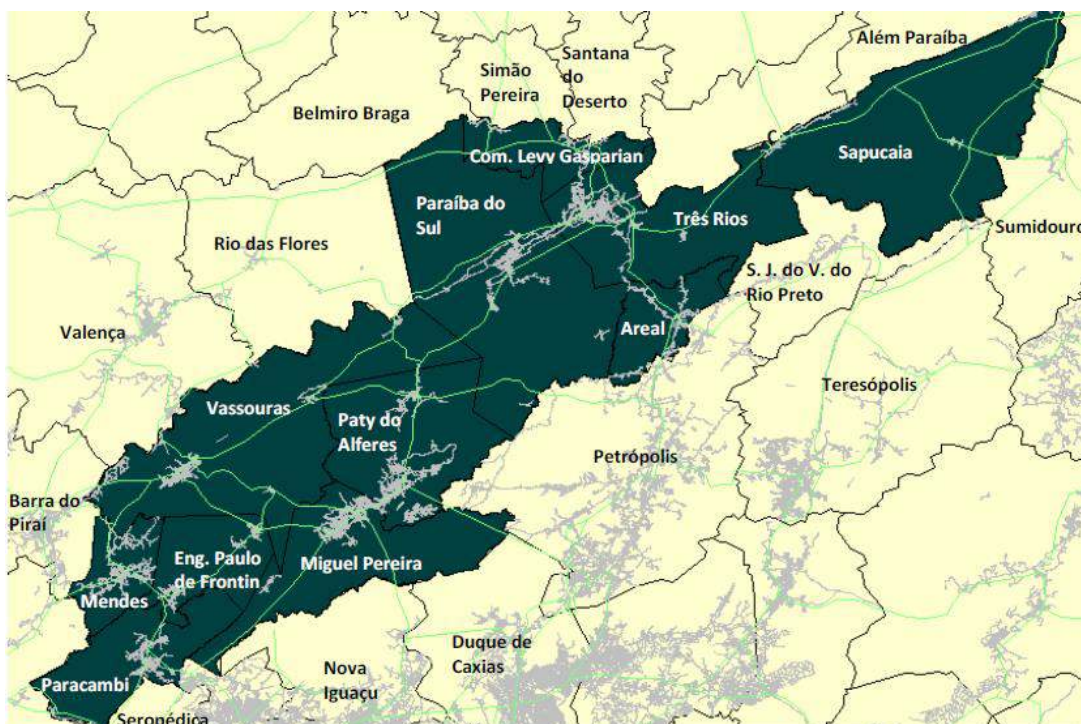 Além Paraíba
Santana
do
Deserto
Simão
Pereira
Belmiro Braga
C
Com. Levy Gasparian
Sapucaia
Paraíba do
Sul
Três Rios
Rio das Flores
Sumidouro
S. J. do V. do
Rio Preto
Valença
Areal
Teresópolis
Vassouras
Paty do
Alferes
Petrópolis
Barra do
Piraí
Eng. Paulo
de Frontin
Miguel Pereira
Mendes
Duque de
Caxias
Nova
Iguaçu
Paracambi
Seropédica